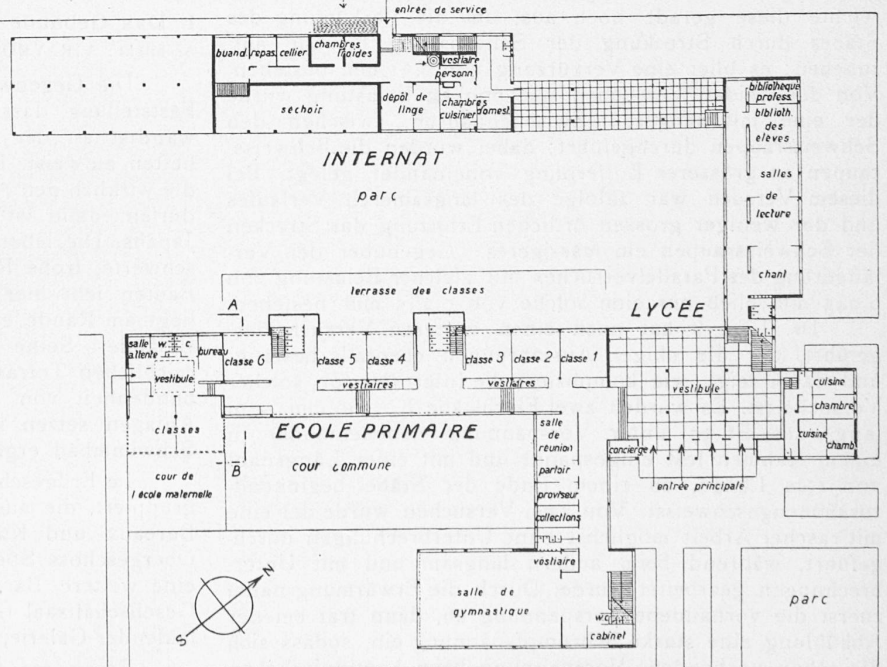 entrée de service
buand.
repas.
cellier
chambres
froides
vestiaire
personn.
sechoir
dépôt de
linge
chambres
cuisinier
domest.
bibliothèque
profess.
biblioth.
des
élèves
salles
de
lecture
chant
INTERNAT
parc
terrasse des classes
LYCÉE
A
salle
attente
w. c.
bureau
classe 6
classe 5
classe 4
classe 3
classe 2
classe 1
vestibule
vestiaires
vestiaires
vestibule
cuisine
chambre
cuisine
chamb.
classes
ECOLE PRIMAIRE
B
cour commune
cour de
l école maternelle
salle
de
réunion
parloir
proviseur
collections
vestiaire
concierge
entrée principale
salle de
gymnastique
wc
cabinet
parc
S